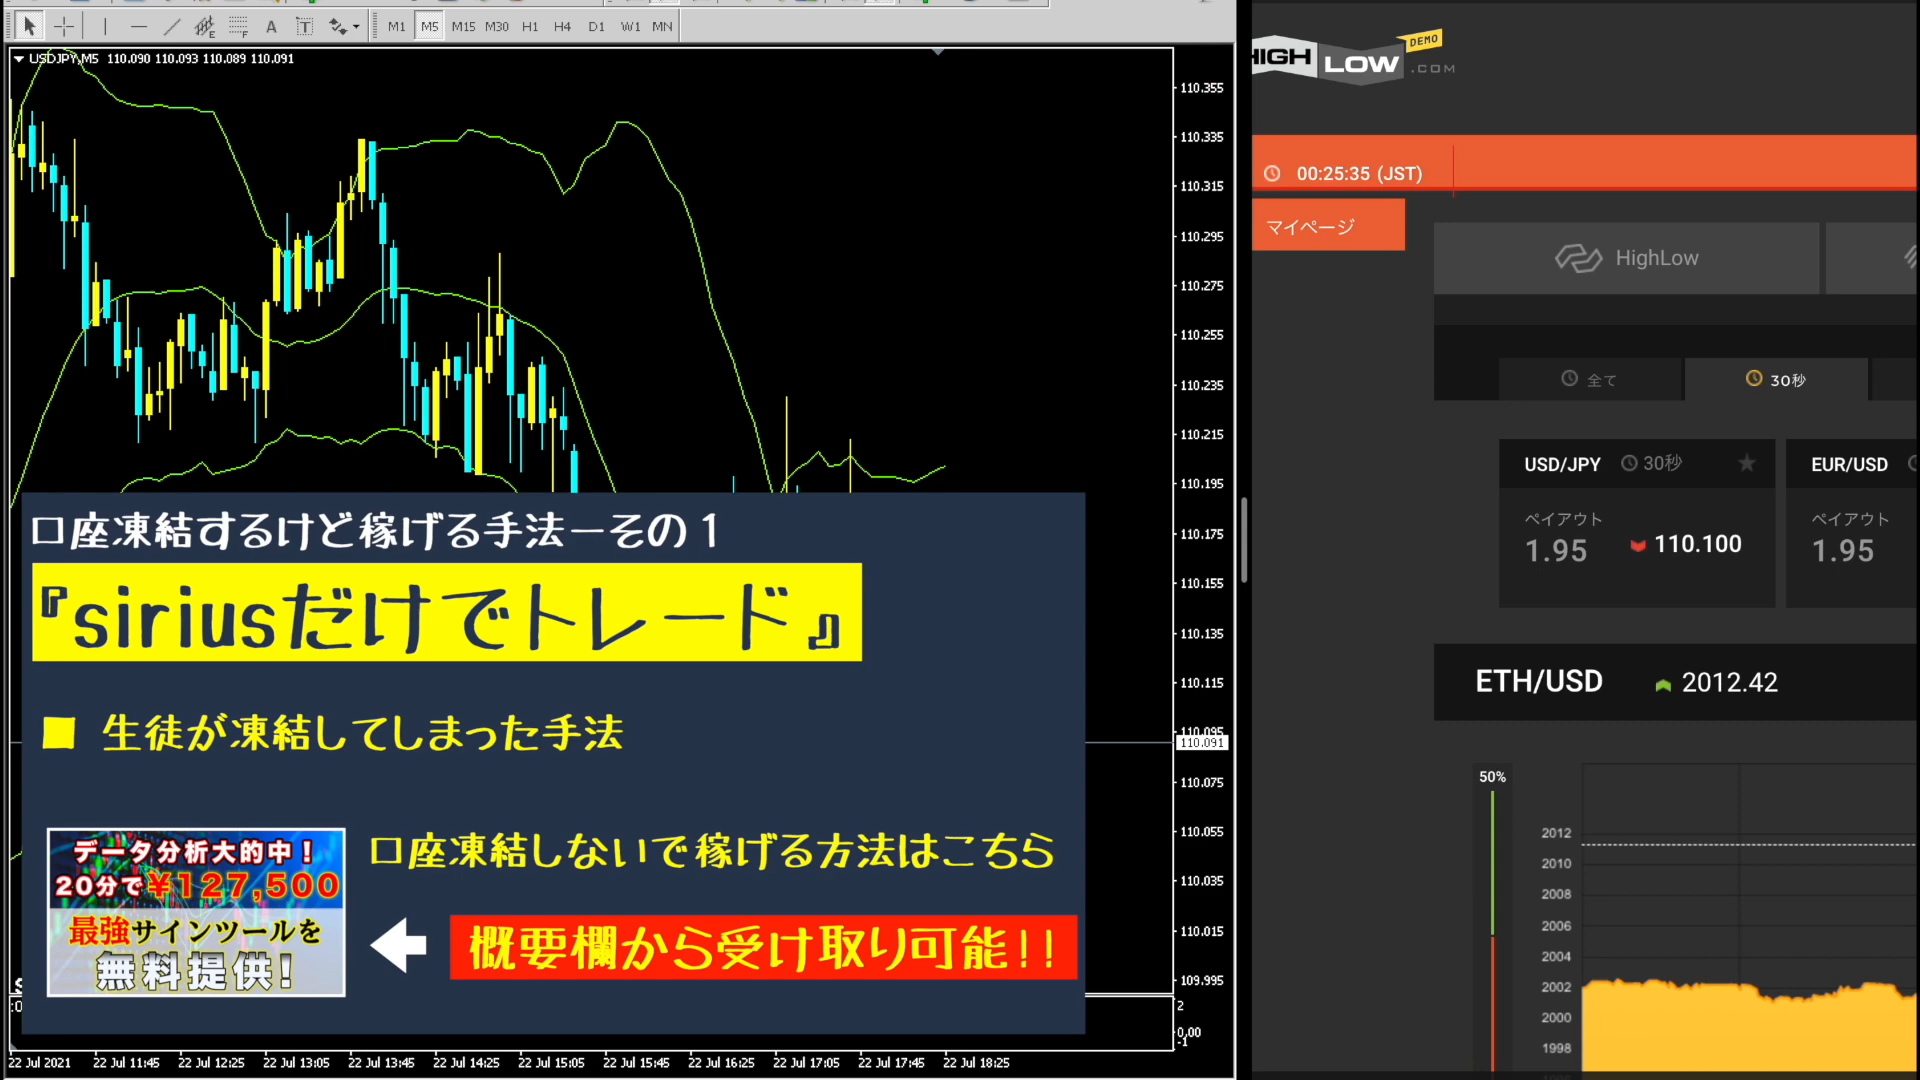 M1 M5 M15 M30 H1 H4 D1 W1 MN
USDJPY,M5 110.090 110.093 110.089 110.091
110.355
110.335
110.315
110.295
110.275
110.255
110.235
110.215
110.195
110.175
110.155
110.135
110.115
110.095
110.091
110.075
110.055
110.035
110.015
109.995
2
0.00
-1
22 Jul 2021 22 Jul 11:45 22 Jul 12:25 22 Jul 13:05 22 Jul 13:45 22 Jul 14:25 22 Jul 15:05 22 Jul 15:45 22 Jul 16:25 22 Jul 17:05 22 Jul 17:45 22 Jul 18:25
口座凍結するけど稼げる手法ーその1
『siriusだけでトレード』
■ 生徒が凍結してしまった手法
口座凍結しないで稼げる方法はこちら
データ分析大的中!
20分で¥127,500
最強サインツールを
無料提供!
概要欄から受け取り可能!!
HIGH LOW .COM DEMO
00:25:35 (JST)
マイページ
HighLow
全て 30秒
USD/JPY 30秒
ペイアウト
1.95 110.100
EUR/USD
ペイアウト
1.95
ETH/USD 2012.42
50%
2012
2010
2008
2006
2004
2002
2000
1998